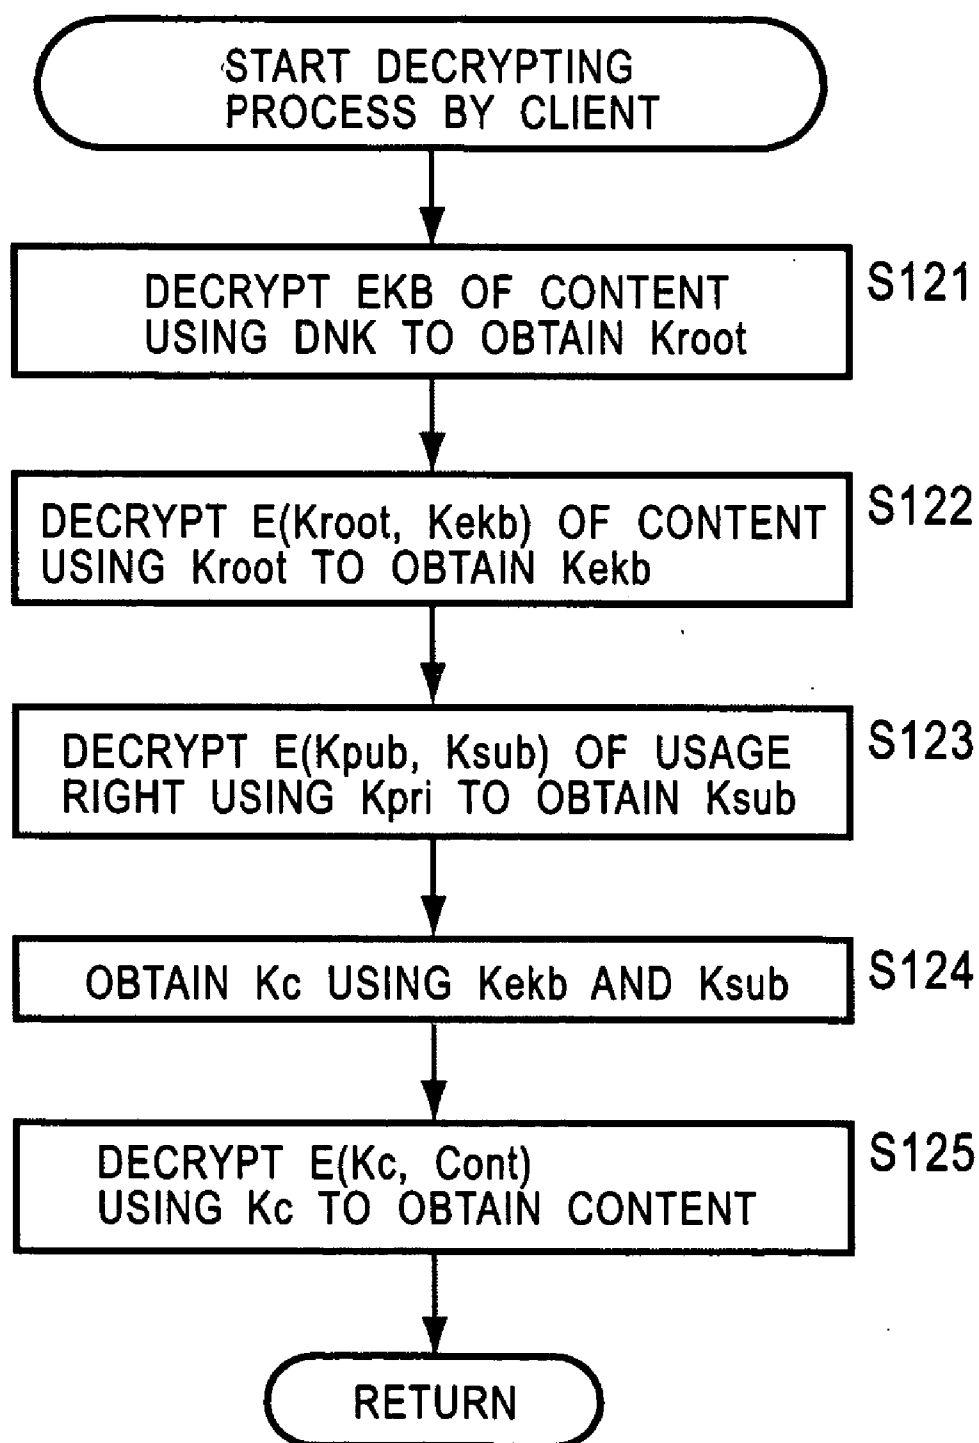 START DECRYPTING
PROCESS BY CLIENT
DECRYPT EKB OF CONTENT
USING DNK TO OBTAIN Kroot
S121
DECRYPT E(Kroot, Kekb) OF CONTENT
USING Kroot TO OBTAIN Kekb
S122
DECRYPT E(Kpub, Ksub) OF USAGE
RIGHT USING Kpri TO OBTAIN Ksub
S123
OBTAIN Kc USING Kekb AND Ksub
S124
DECRYPT E(Kc, Cont)
USING Kc TO OBTAIN CONTENT
S125
RETURN